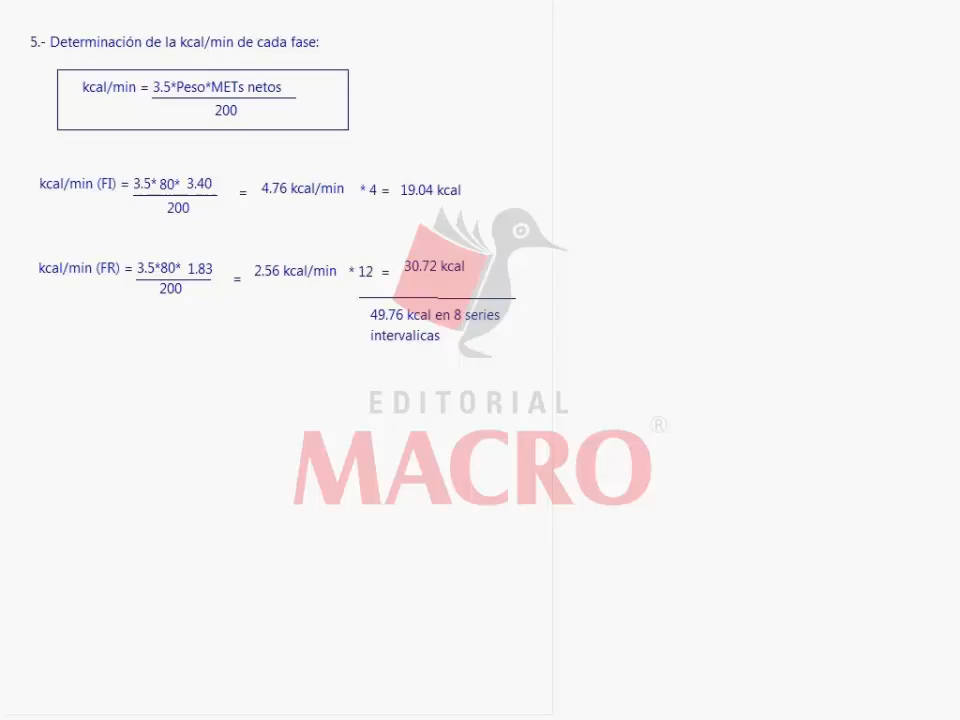 5.- Determinación de la kcal/min de cada fase:
kcal/min = 3.5*Peso*METs netos
200
kcal/min (FI) = 3.5* 80* 3.40 = 4.76 kcal/min * 4 = 19.04 kcal
200
kcal/min (FR) = 3.5*80* 1.83 = 2.56 kcal/min * 12 = 30.72 kcal
200
49.76 kcal en 8 series
intervalicas
EDITORIAL
MACRO®